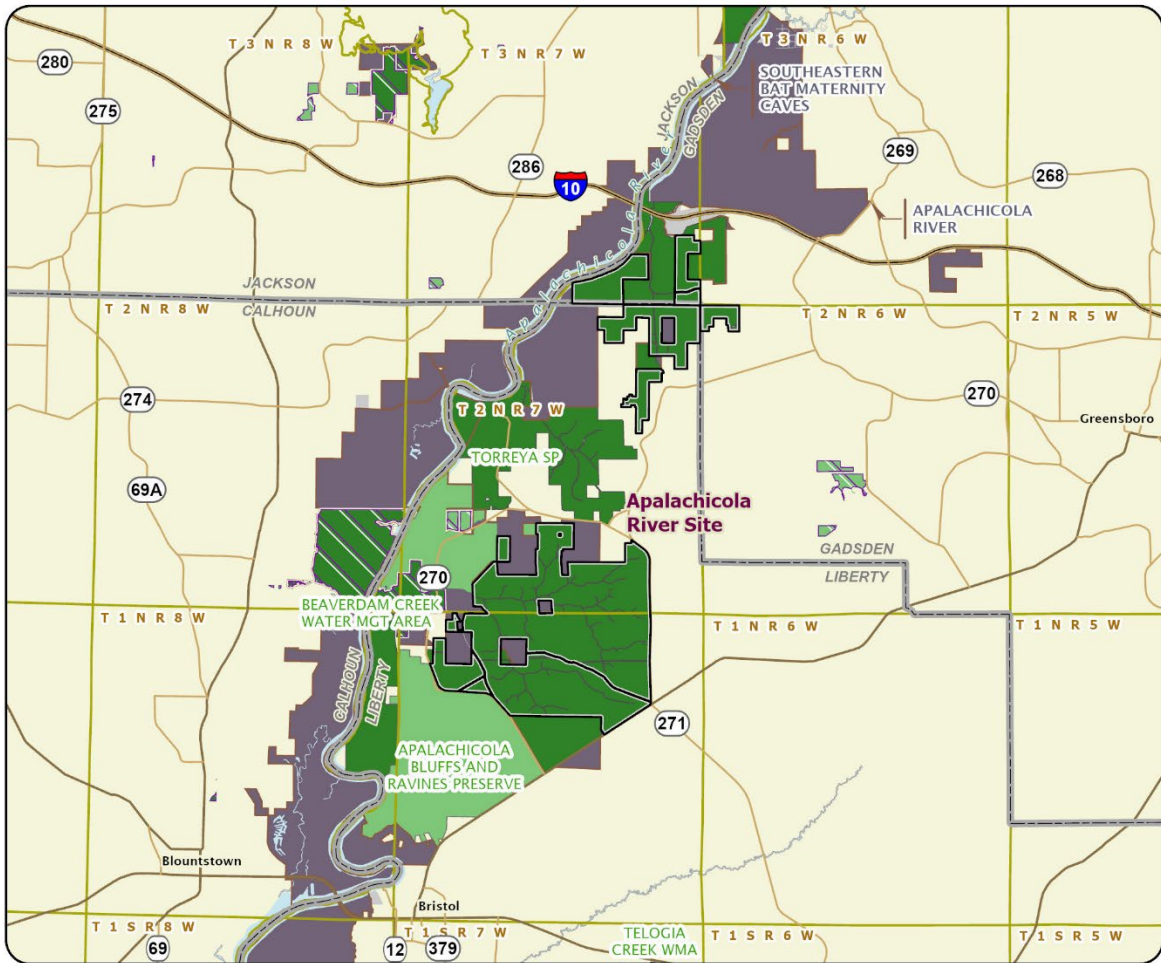 T 3 N R 8 W
T 3 N R 7 W
T 3 N R 6 W
280
275
SOUTHEASTERN
BAT MATERNITY
CAVES
JACKSON
GADSDEN
286
10
269
268
APALACHICOLA
RIVER
Apalachicola River
JACKSON
CALHOUN
T 2 N R 8 W
T 2 N R 6 W
T 2 N R 5 W
274
T 2 N R 7 W
270
Greensboro
TORREYA SP
69A
Apalachicola
River Site
GADSDEN
LIBERTY
270
BEAVERDAM CREEK
WATER MGT AREA
T 1 N R 8 W
T 1 N R 6 W
T 1 N R 5 W
CALHOUN
LIBERTY
271
APALACHICOLA
BLUFFS AND
RAVINES PRESERVE
Blountstown
Bristol
T 1 S R 8 W
T 1 S R 7 W
T 1 S R 6 W
T 1 S R 5 W
69
12
379
TELOGIA
CREEK WMA